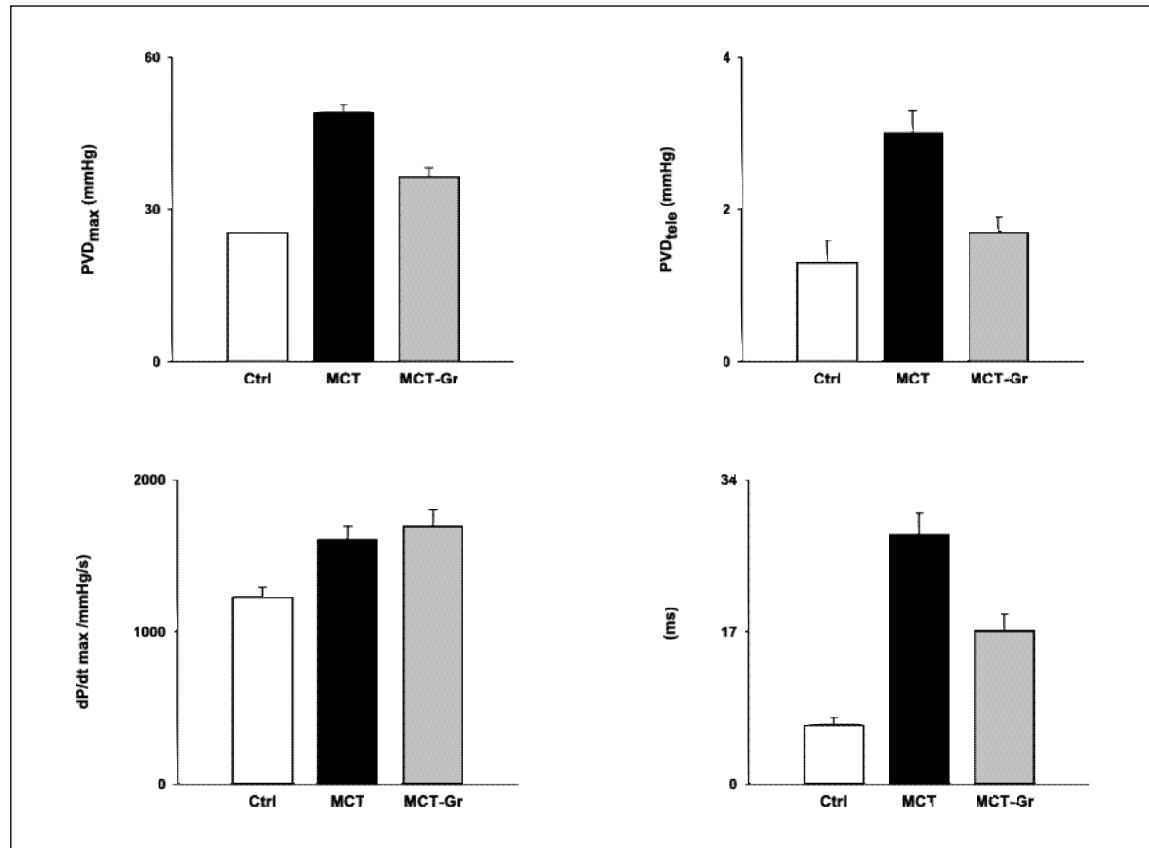 60
30
0
PVDmax (mmHg)
Ctrl MCT MCT-Gr
4
2
0
PVDtele (mmHg)
Ctrl MCT MCT-Gr
2000
1000
0
dP/dt max /mmHg/s)
Ctrl MCT MCT-Gr
34
17
0
(ms)
Ctrl MCT MCT-Gr